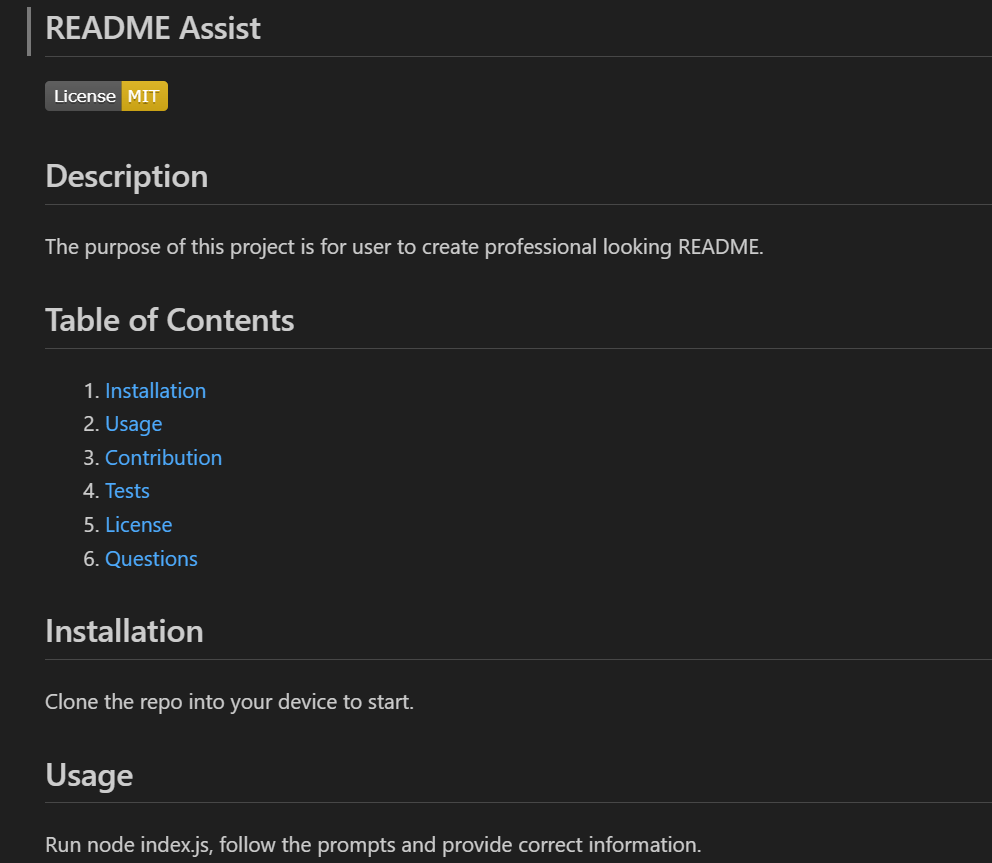 README Assist
License MIT
Description
The purpose of this project is for user to create professional looking README.
Table of Contents
1. Installation
2. Usage
3. Contribution
4. Tests
5. License
6. Questions
Installation
Clone the repo into your device to start.
Usage
Run node index.js, follow the prompts and provide correct information.